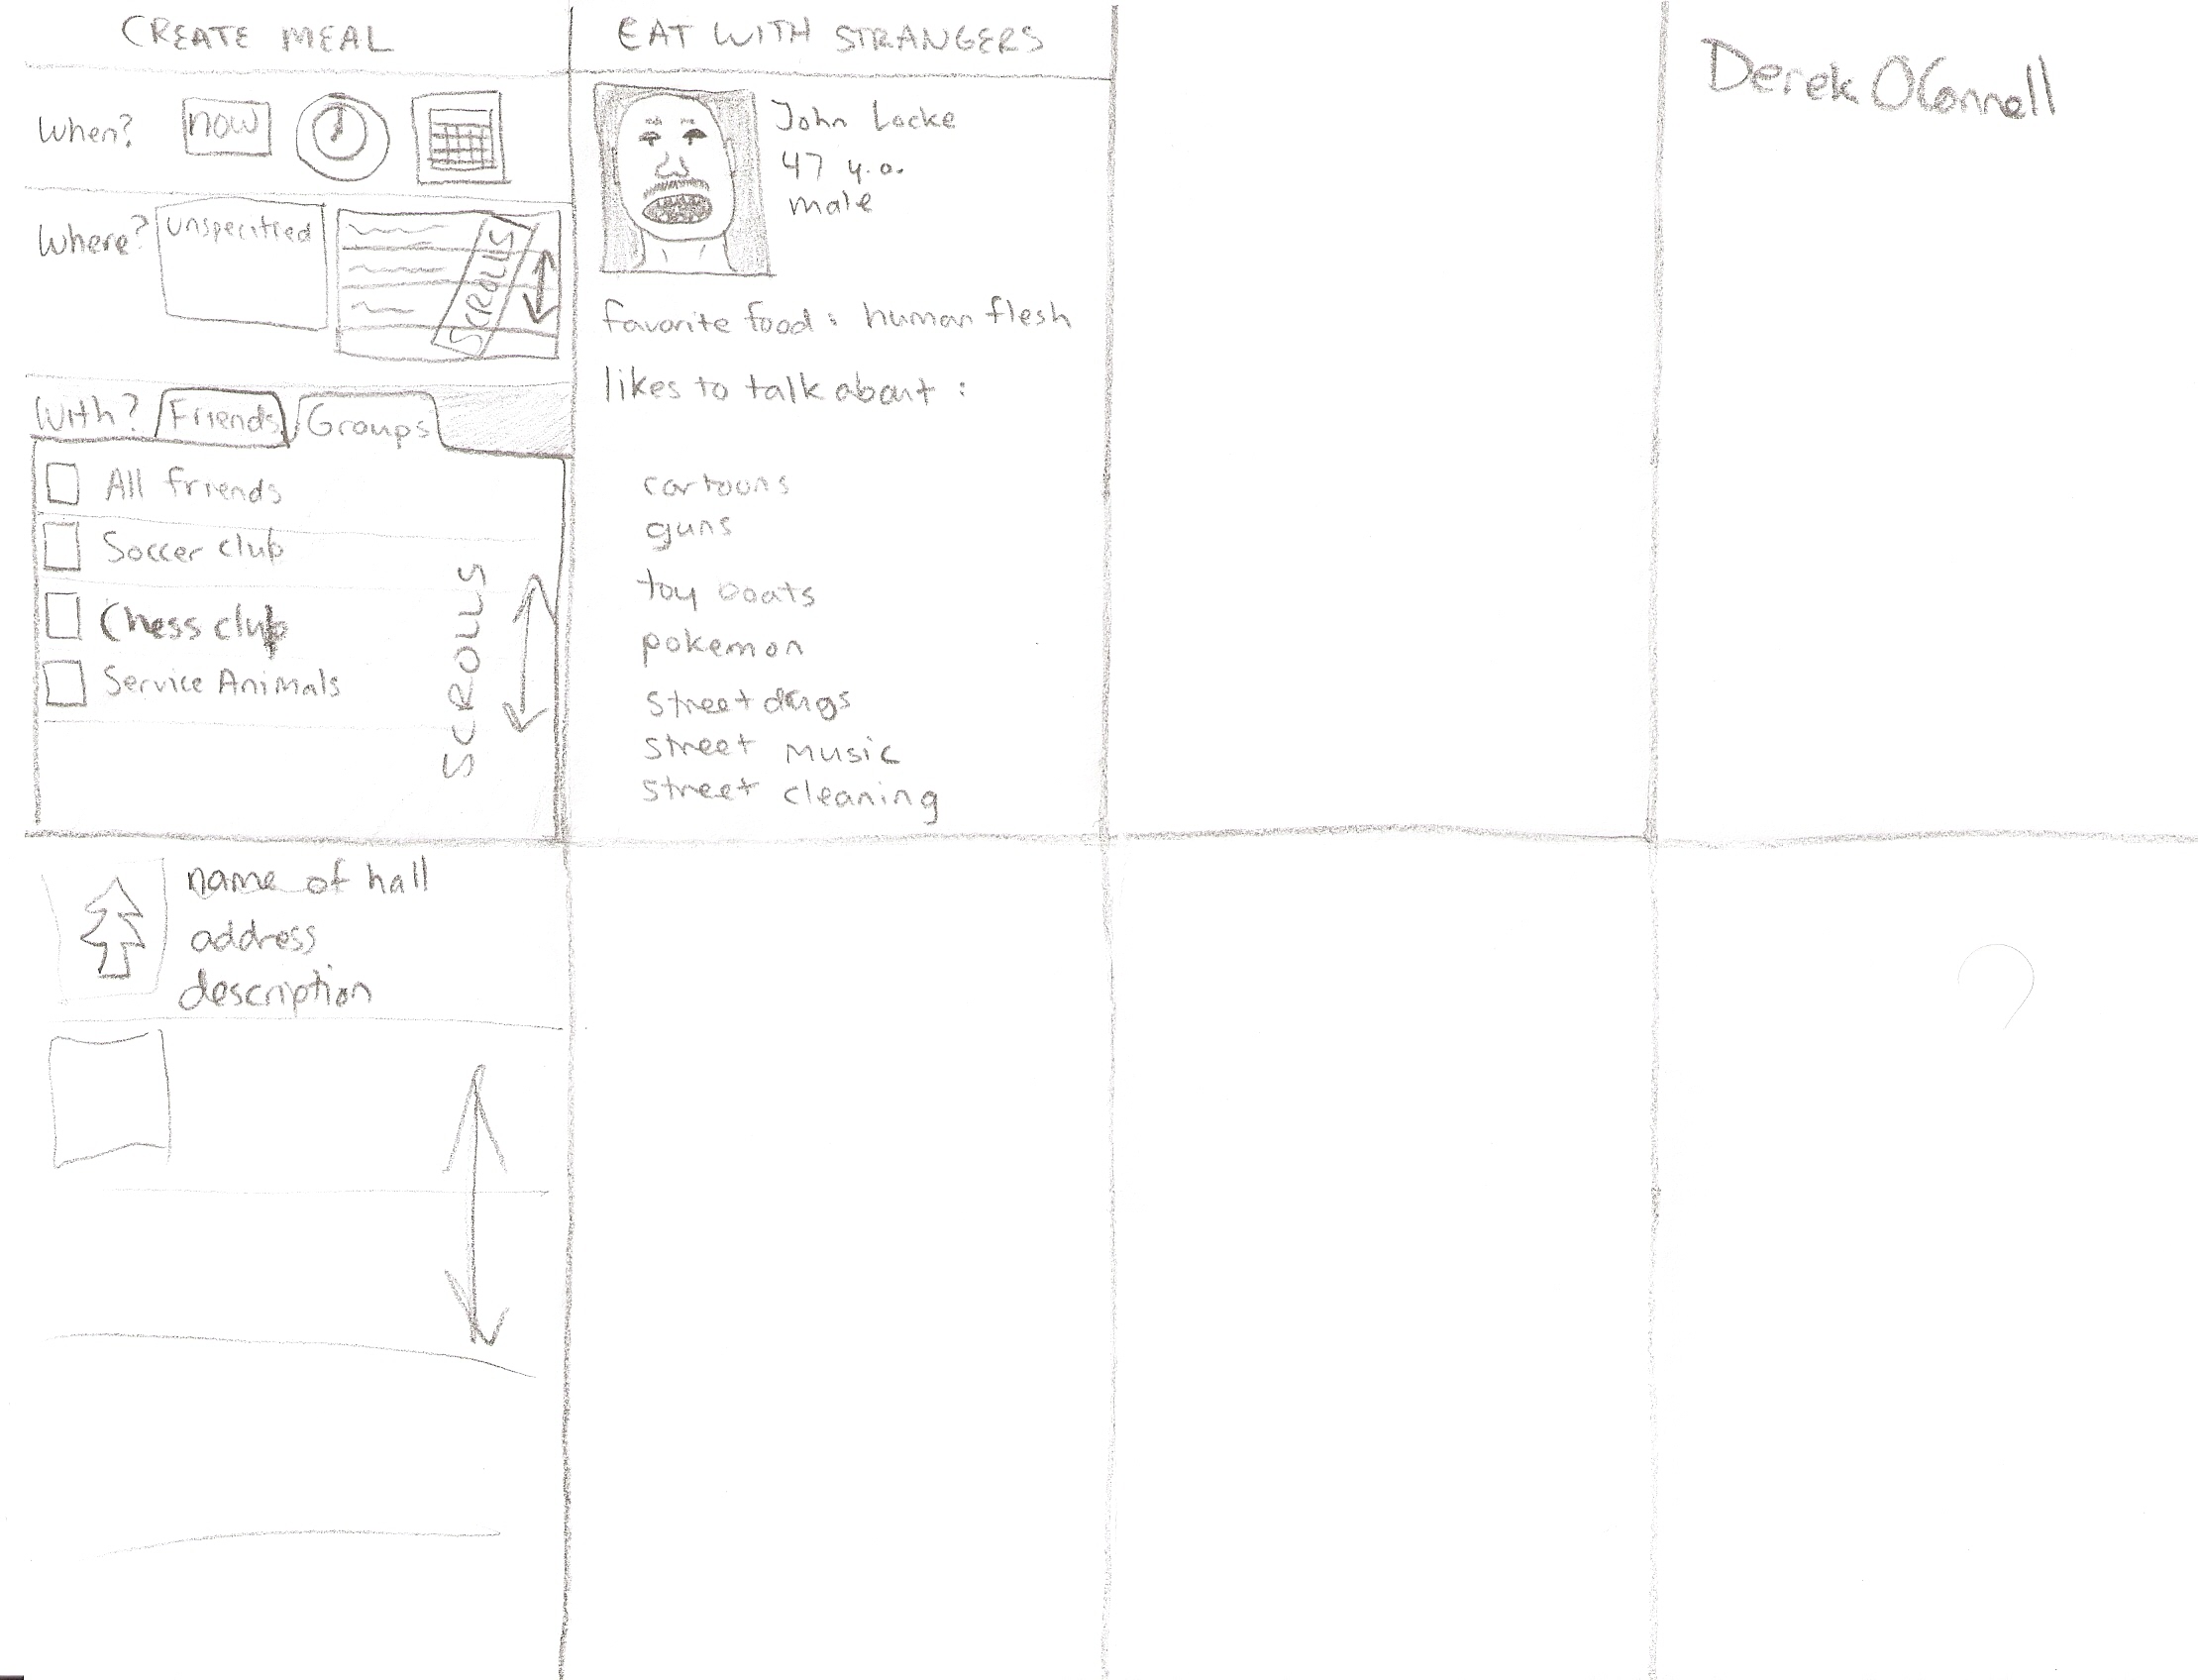 CREATE MEAL
When?
now
Where?
unspecified
SCROLLS
With?
Friends
Groups
All friends
Soccer club
Chess club
Service Animals
SCROLLS
EAT WITH STRANGERS
John Locke
47 y.o.
male
favorite food: human flesh
likes to talk about:
cartoons
guns
toy boats
pokemon
street drugs
street music
street cleaning
Derek O'Connell
name of hall
address
description